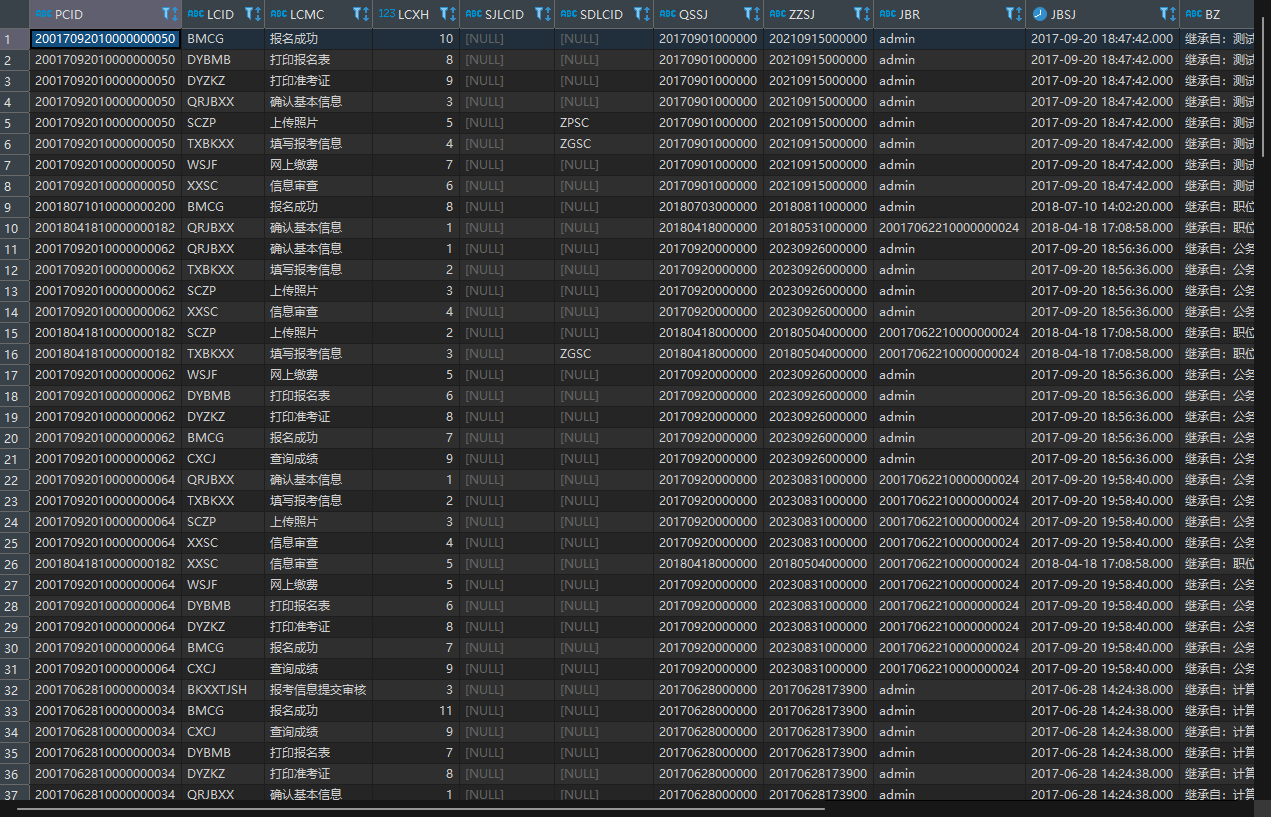 ABC PCID ABC LCID ABC LCMC 123 LCXH ABC SJLCID ABC SDLCID ABC QSSJ ABC ZZSJ ABC JBR JBSJ ABC BZ
1 20017092010000000050 BMCG 报名成功 10 [NULL] [NULL] 20170901000000 20210915000000 admin 2017-09-20 18:47:42.000 继承自：测试
2 20017092010000000050 DYBMB 打印报名表 8 [NULL] [NULL] 20170901000000 20210915000000 admin 2017-09-20 18:47:42.000 继承自：测试
3 20017092010000000050 DYZKZ 打印准考证 9 [NULL] [NULL] 20170901000000 20210915000000 admin 2017-09-20 18:47:42.000 继承自：测试
4 20017092010000000050 QRJBXX 确认基本信息 3 [NULL] [NULL] 20170901000000 20210915000000 admin 2017-09-20 18:47:42.000 继承自：测试
5 20017092010000000050 SCZP 上传照片 5 [NULL] ZPSC 20170901000000 20210915000000 admin 2017-09-20 18:47:42.000 继承自：测试
6 20017092010000000050 TXBKXX 填写报考信息 4 [NULL] ZGSC 20170901000000 20210915000000 admin 2017-09-20 18:47:42.000 继承自：测试
7 20017092010000000050 WSJF 网上缴费 7 [NULL] [NULL] 20170901000000 20210915000000 admin 2017-09-20 18:47:42.000 继承自：测试
8 20017092010000000050 XXSC 信息审查 6 [NULL] [NULL] 20170901000000 20210915000000 admin 2017-09-20 18:47:42.000 继承自：测试
9 20018071010000000200 BMCG 报名成功 8 [NULL] [NULL] 20180703000000 20180811000000 admin 2018-07-10 14:02:20.000 继承自：职位
10 20018041810000000182 QRJBXX 确认基本信息 1 [NULL] [NULL] 20180418000000 20180531000000 20017062210000000024 2018-04-18 17:08:58.000 继承自：职位
11 20017092010000000062 QRJBXX 确认基本信息 1 [NULL] [NULL] 20170920000000 20230926000000 admin 2017-09-20 18:56:36.000 继承自：公务
12 20017092010000000062 TXBKXX 填写报考信息 2 [NULL] [NULL] 20170920000000 20230926000000 admin 2017-09-20 18:56:36.000 继承自：公务
13 20017092010000000062 SCZP 上传照片 3 [NULL] [NULL] 20170920000000 20230926000000 admin 2017-09-20 18:56:36.000 继承自：公务
14 20017092010000000062 XXSC 信息审查 4 [NULL] [NULL] 20170920000000 20230926000000 admin 2017-09-20 18:56:36.000 继承自：公务
15 20018041810000000182 SCZP 上传照片 2 [NULL] [NULL] 20180418000000 20180504000000 20017062210000000024 2018-04-18 17:08:58.000 继承自：职位
16 20018041810000000182 TXBKXX 填写报考信息 3 [NULL] ZGSC 20180418000000 20180504000000 20017062210000000024 2018-04-18 17:08:58.000 继承自：职位
17 20017092010000000062 WSJF 网上缴费 5 [NULL] [NULL] 20170920000000 20230926000000 admin 2017-09-20 18:56:36.000 继承自：公务
18 20017092010000000062 DYBMB 打印报名表 6 [NULL] [NULL] 20170920000000 20230926000000 admin 2017-09-20 18:56:36.000 继承自：公务
19 20017092010000000062 DYZKZ 打印准考证 8 [NULL] [NULL] 20170920000000 20230926000000 admin 2017-09-20 18:56:36.000 继承自：公务
20 20017092010000000062 BMCG 报名成功 7 [NULL] [NULL] 20170920000000 20230926000000 admin 2017-09-20 18:56:36.000 继承自：公务
21 20017092010000000062 CXCJ 查询成绩 9 [NULL] [NULL] 20170920000000 20230926000000 admin 2017-09-20 18:56:36.000 继承自：公务
22 20017092010000000064 QRJBXX 确认基本信息 1 [NULL] [NULL] 20170920000000 20230831000000 20017062210000000024 2017-09-20 19:58:40.000 继承自：公务
23 20017092010000000064 TXBKXX 填写报考信息 2 [NULL] [NULL] 20170920000000 20230831000000 20017062210000000024 2017-09-20 19:58:40.000 继承自：公务
24 20017092010000000064 SCZP 上传照片 3 [NULL] [NULL] 20170920000000 20230831000000 20017062210000000024 2017-09-20 19:58:40.000 继承自：公务
25 20017092010000000064 XXSC 信息审查 4 [NULL] [NULL] 20170920000000 20230831000000 20017062210000000024 2017-09-20 19:58:40.000 继承自：公务
26 20018041810000000182 XXSC 信息审查 5 [NULL] [NULL] 20180418000000 20180504000000 20017062210000000024 2018-04-18 17:08:58.000 继承自：职位
27 20017092010000000064 WSJF 网上缴费 5 [NULL] [NULL] 20170920000000 20230831000000 20017062210000000024 2017-09-20 19:58:40.000 继承自：公务
28 20017092010000000064 DYBMB 打印报名表 6 [NULL] [NULL] 20170920000000 20230831000000 20017062210000000024 2017-09-20 19:58:40.000 继承自：公务
29 20017092010000000064 DYZKZ 打印准考证 8 [NULL] [NULL] 20170920000000 20230831000000 20017062210000000024 2017-09-20 19:58:40.000 继承自：公务
30 20017092010000000064 BMCG 报名成功 7 [NULL] [NULL] 20170920000000 20230831000000 20017062210000000024 2017-09-20 19:58:40.000 继承自：公务
31 20017092010000000064 CXCJ 查询成绩 9 [NULL] [NULL] 20170920000000 20230831000000 20017062210000000024 2017-09-20 19:58:40.000 继承自：公务
32 20017062810000000034 BKXXTJSH 报考信息提交审核 3 [NULL] [NULL] 20170628000000 20170628173900 admin 2017-06-28 14:24:38.000 继承自：计算
33 20017062810000000034 BMCG 报名成功 11 [NULL] [NULL] 20170628000000 20170628173900 admin 2017-06-28 14:24:38.000 继承自：计算
34 20017062810000000034 CXCJ 查询成绩 9 [NULL] [NULL] 20170628000000 20170628173900 admin 2017-06-28 14:24:38.000 继承自：计算
35 20017062810000000034 DYBMB 打印报名表 7 [NULL] [NULL] 20170628000000 20170628173900 admin 2017-06-28 14:24:38.000 继承自：计算
36 20017062810000000034 DYZKZ 打印准考证 8 [NULL] [NULL] 20170628000000 20170628173900 admin 2017-06-28 14:24:38.000 继承自：计算
37 20017062810000000034 QRJBXX 确认基本信息 1 [NULL] [NULL] 20170628000000 20170628173900 admin 2017-06-28 14:24:38.000 继承自：计算